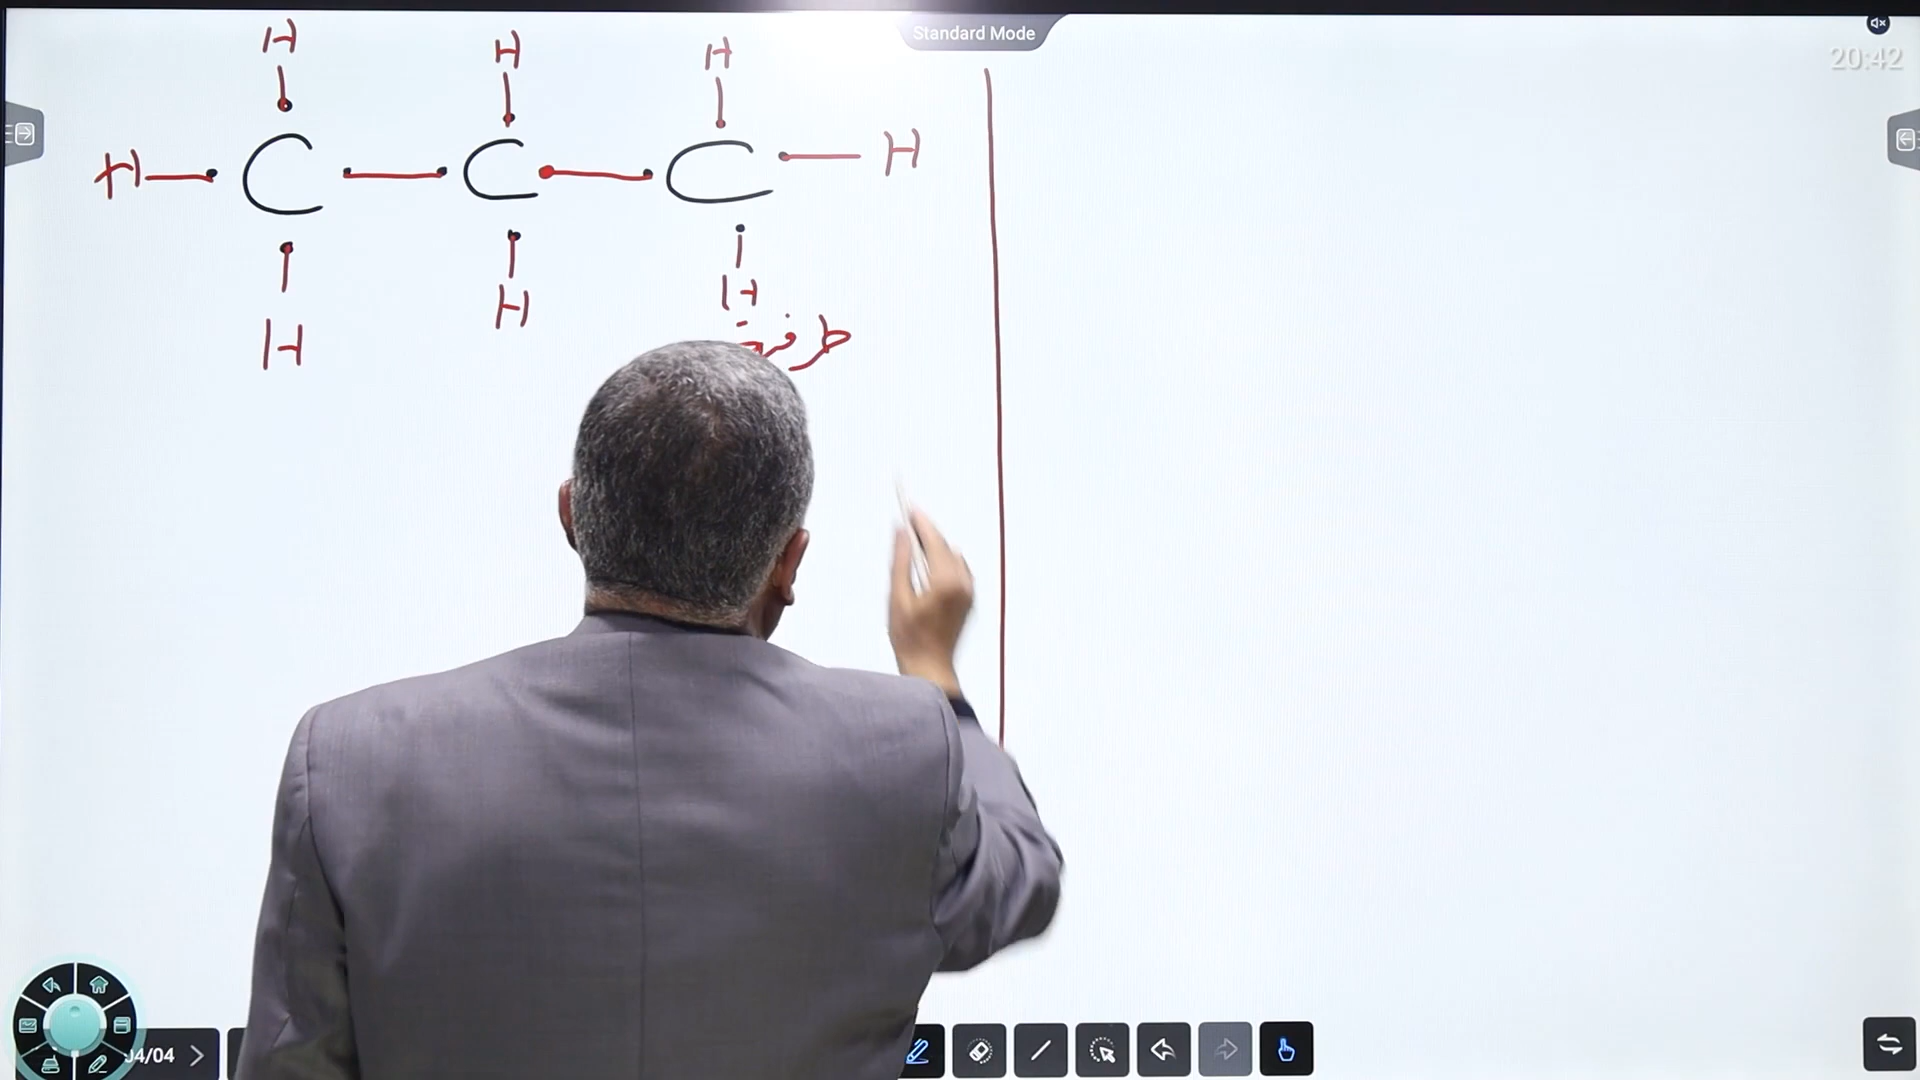 Standard Mode
20:42
H H H
H C C C H
H H H
04/04